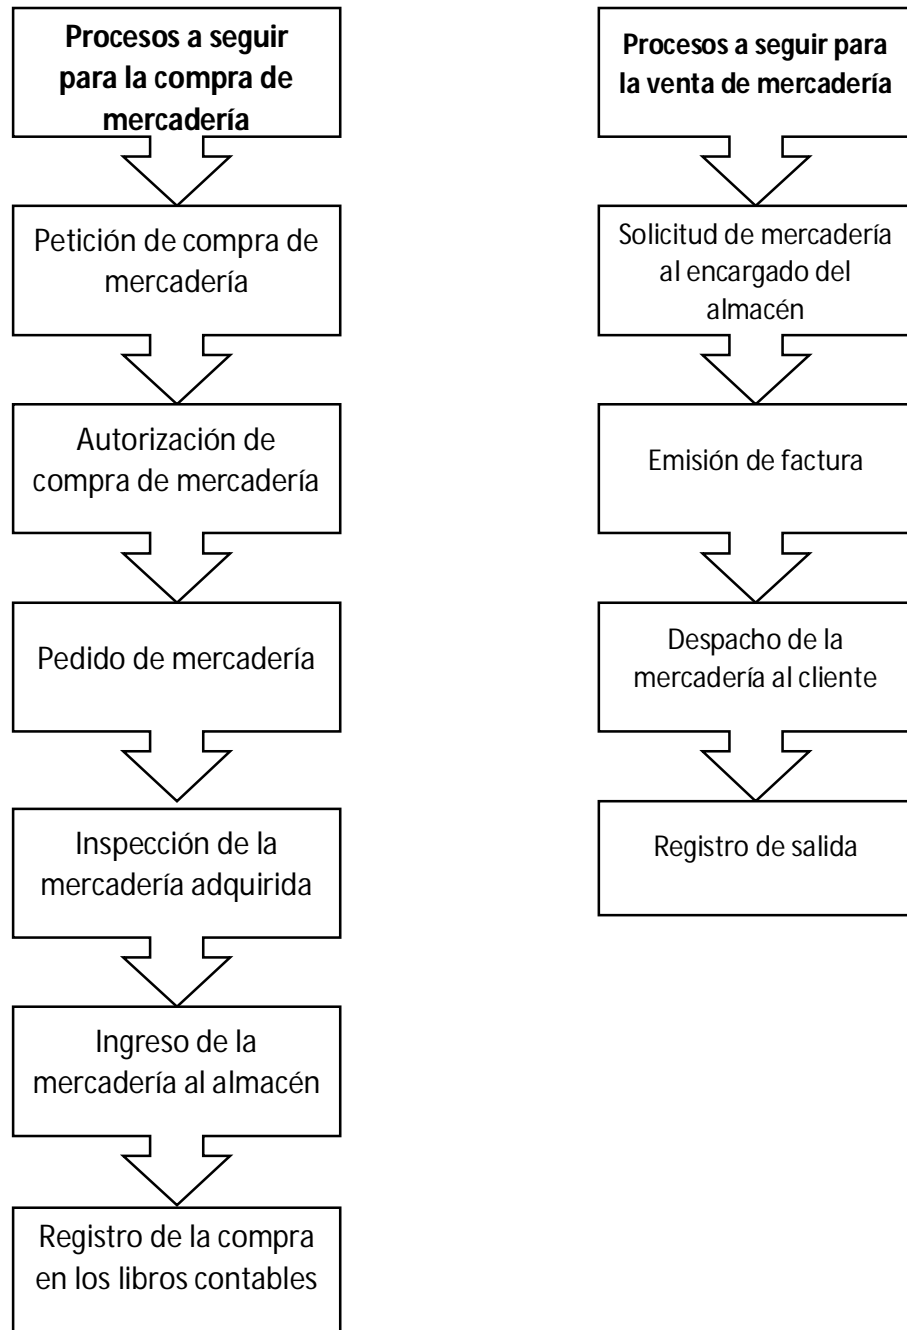 Procesos a seguir
para la compra de
mercadería
Petición de compra de
mercadería
Autorización de
compra de mercadería
Pedido de mercadería
Inspección de la
mercadería adquirida
Ingreso de la
mercadería al almacén
Registro de la compra
en los libros contables
Procesos a seguir para
la venta de mercadería
Solicitud de mercadería
al encargado del
almacén
Emisión de factura
Despacho de la
mercadería al cliente
Registro de salida